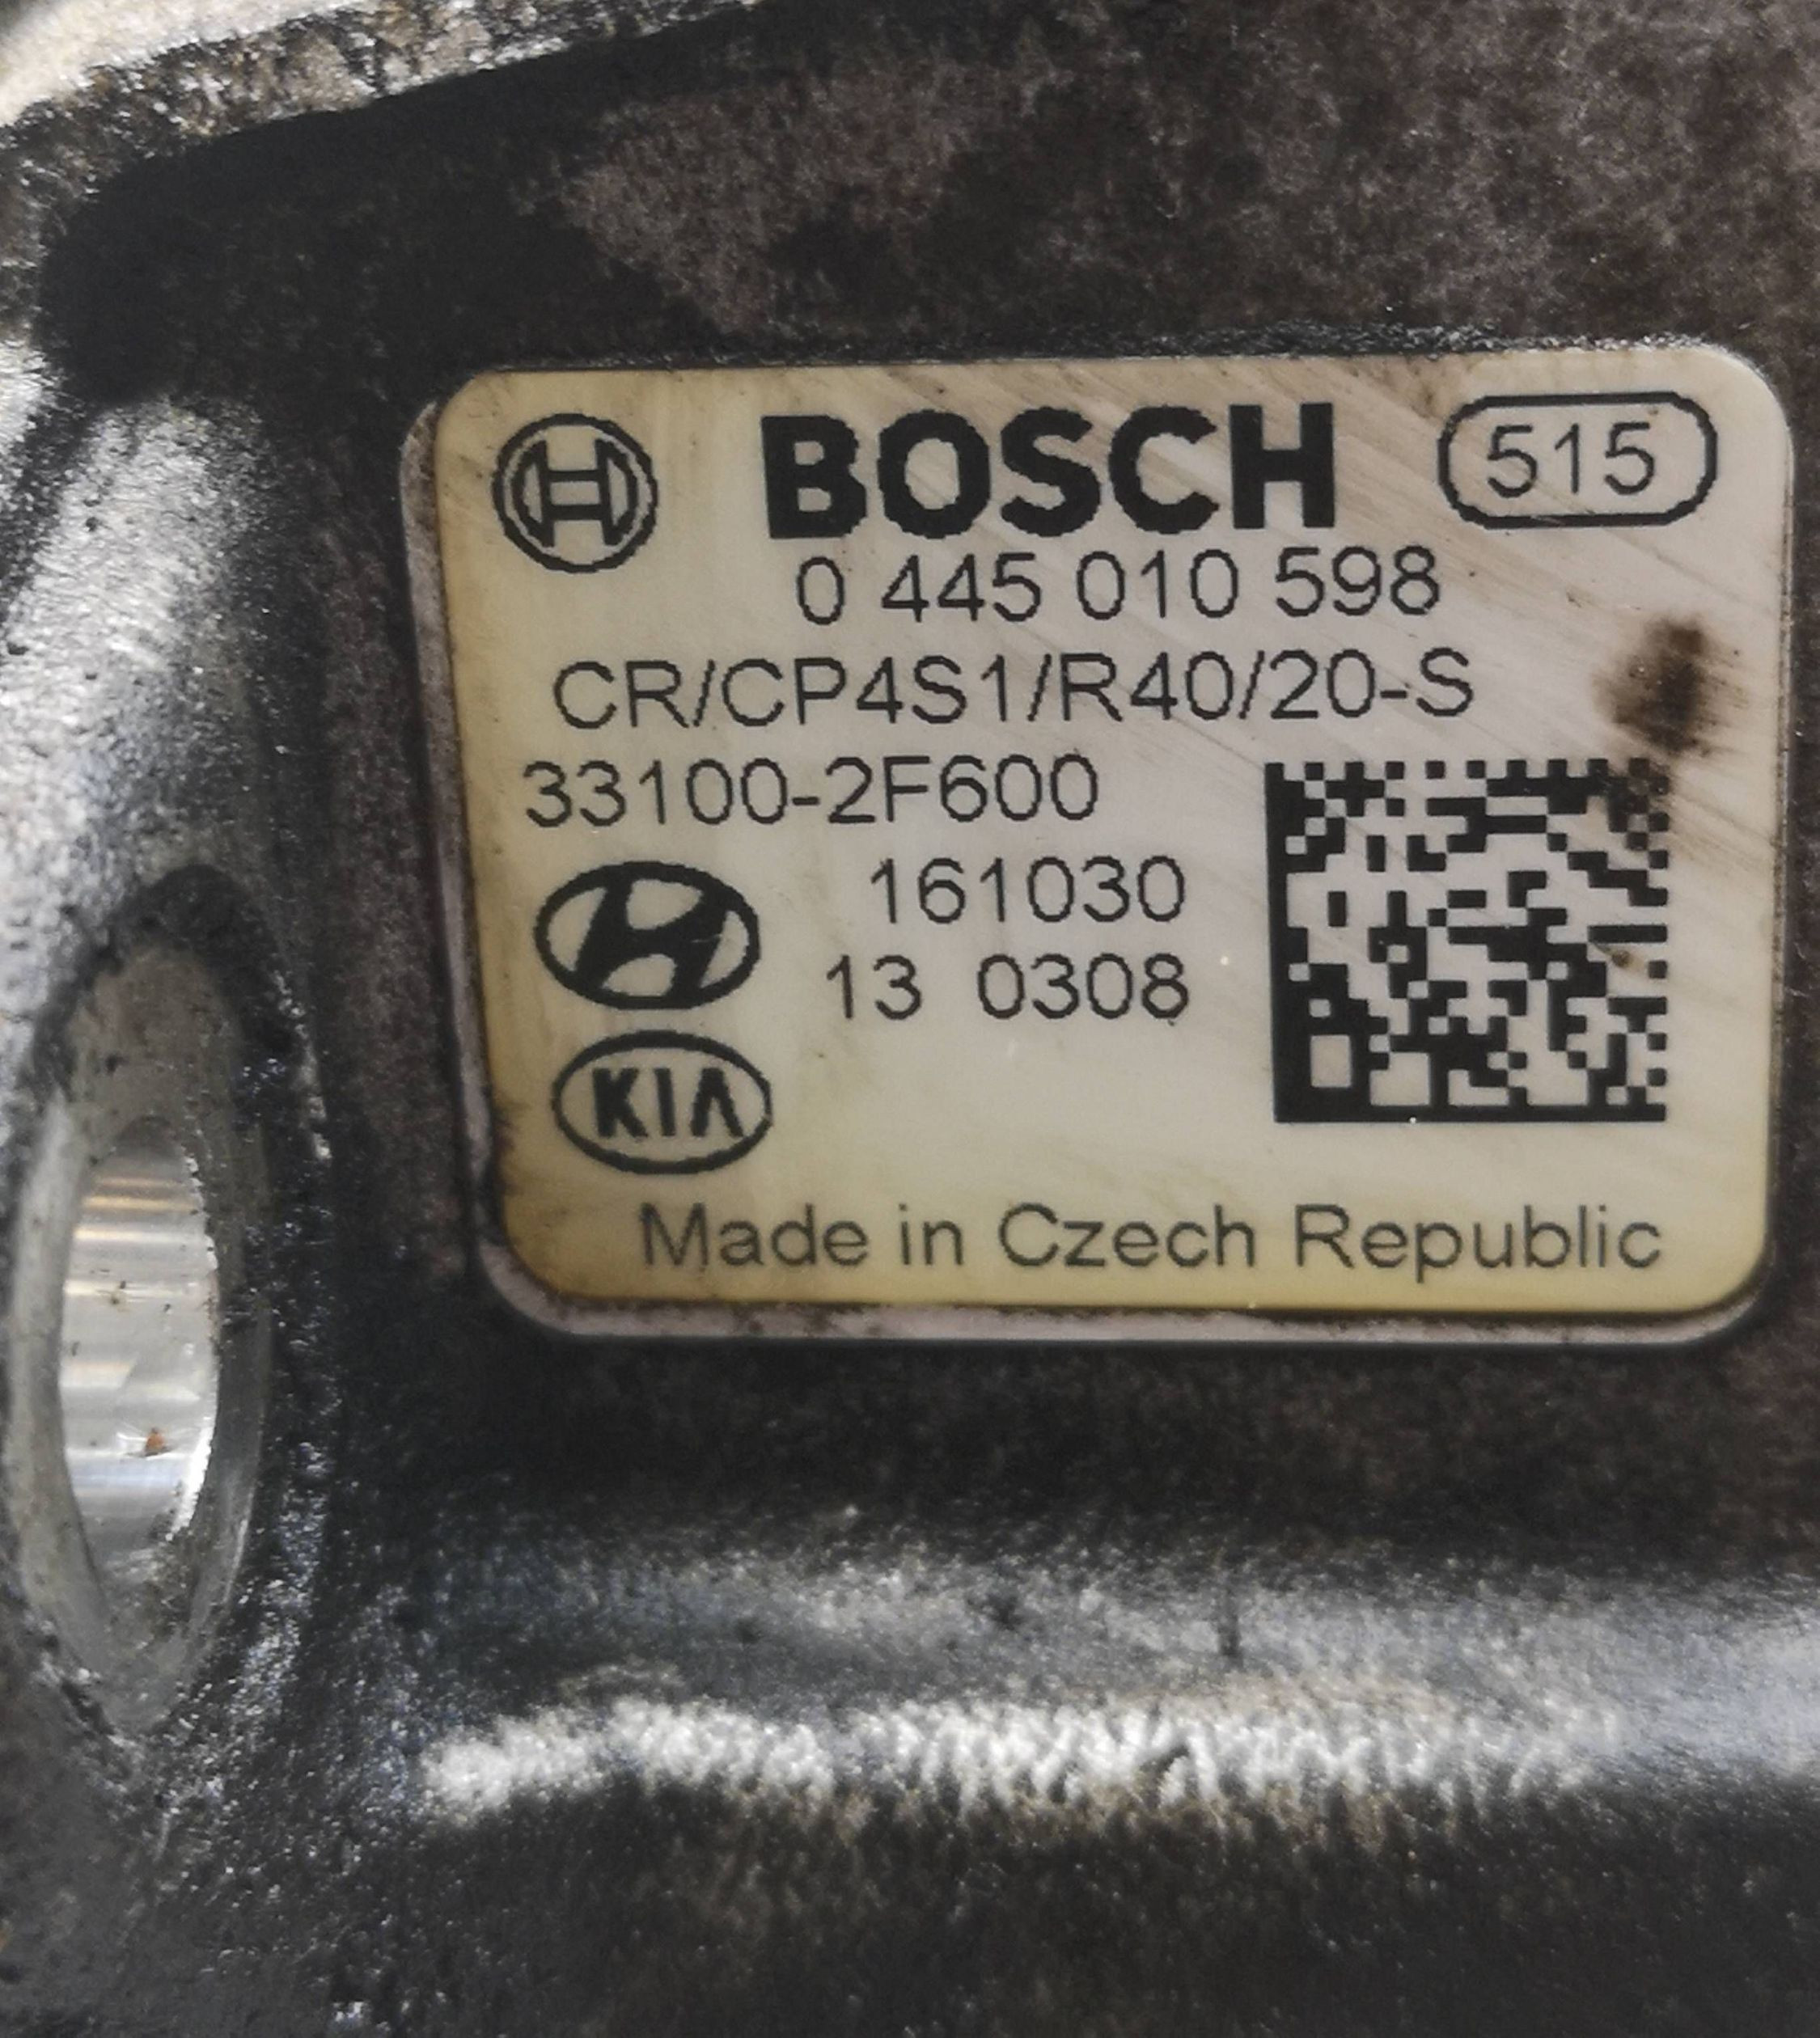 BOSCH 515
0 445 010 598
CR/CP4S1/R40/20-S
33100-2F600
161030
13 0308
KIA
Made in Czech Republic